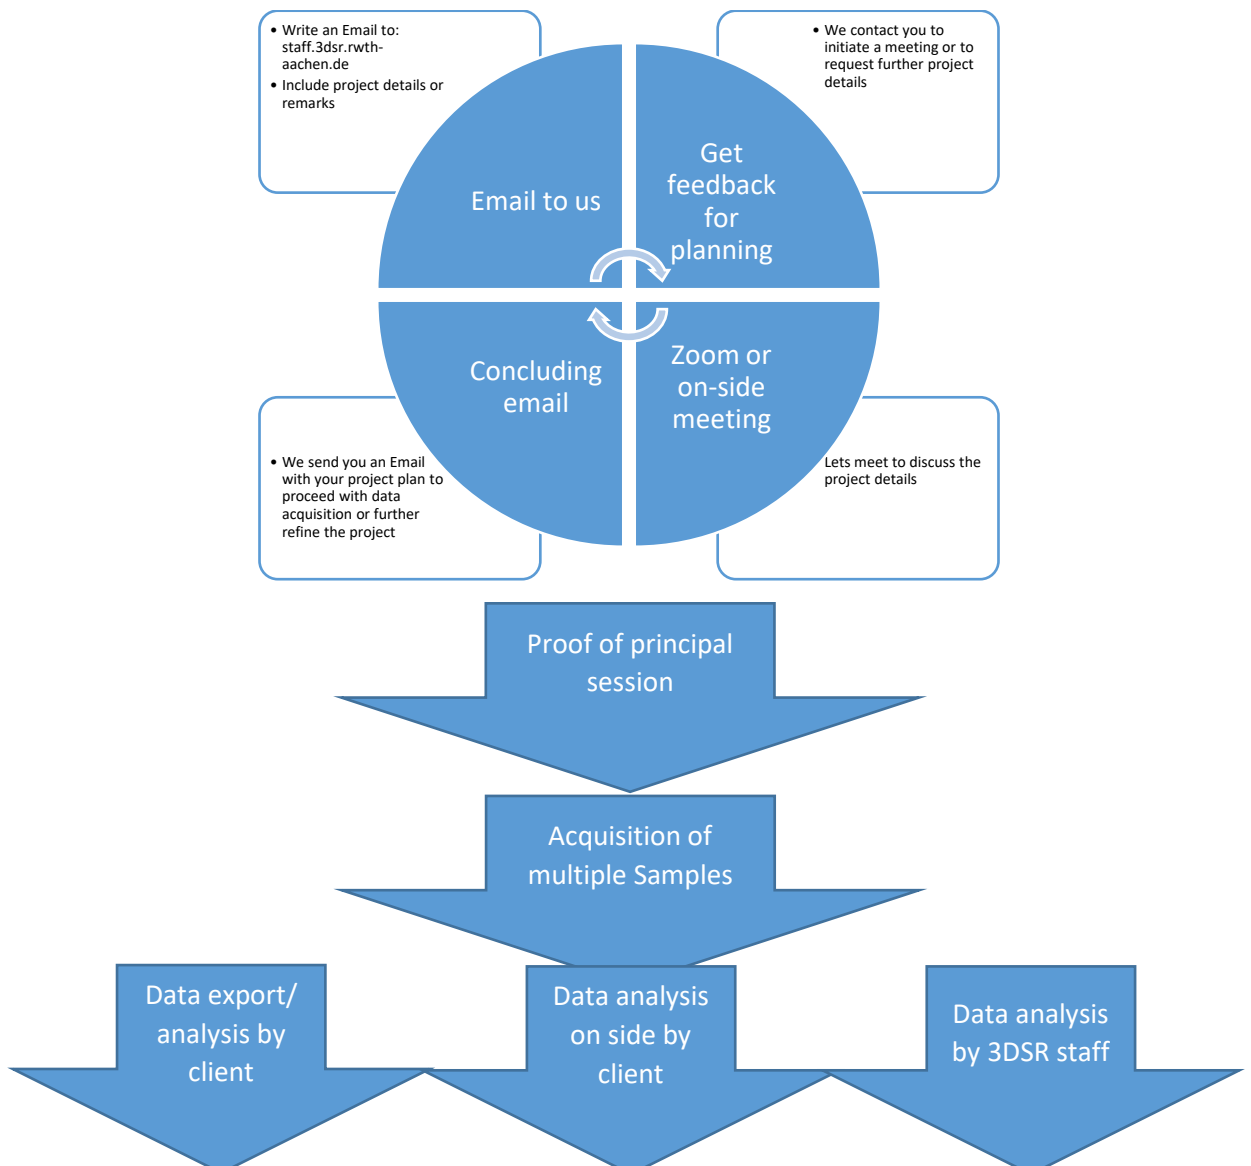 • Write an Email to:
staff.3dsr.rwth-
aachen.de
• Include project details or
remarks
• We contact you to
initiate a meeting or to
request further project
details
Email to us
Get
feedback
for
planning
Concluding
email
Zoom or
on-side
meeting
• We send you an Email
with your project plan to
proceed with data
acquisition or further
refine the project
Lets meet to discuss the
project details
Proof of principal
session
Acquisition of
multiple Samples
Data export/
analysis by
client
Data analysis
on side by
client
Data analysis
by 3DSR staff